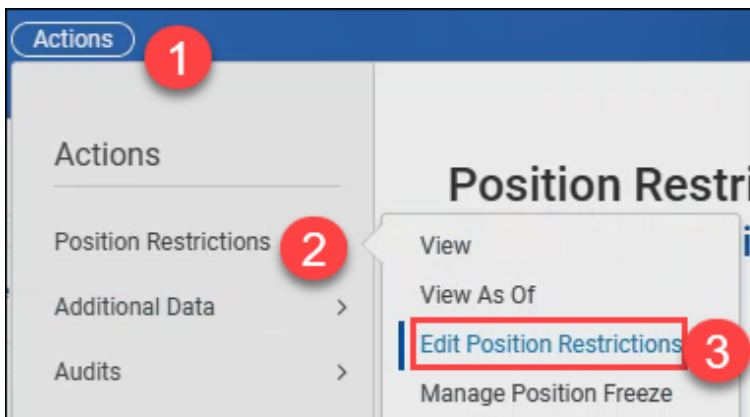 Actions
1
Actions
Position Restri
Position Restrictions
2
View
Additional Data
View As Of
Edit Position Restrictions
3
Audits
Manage Position Freeze